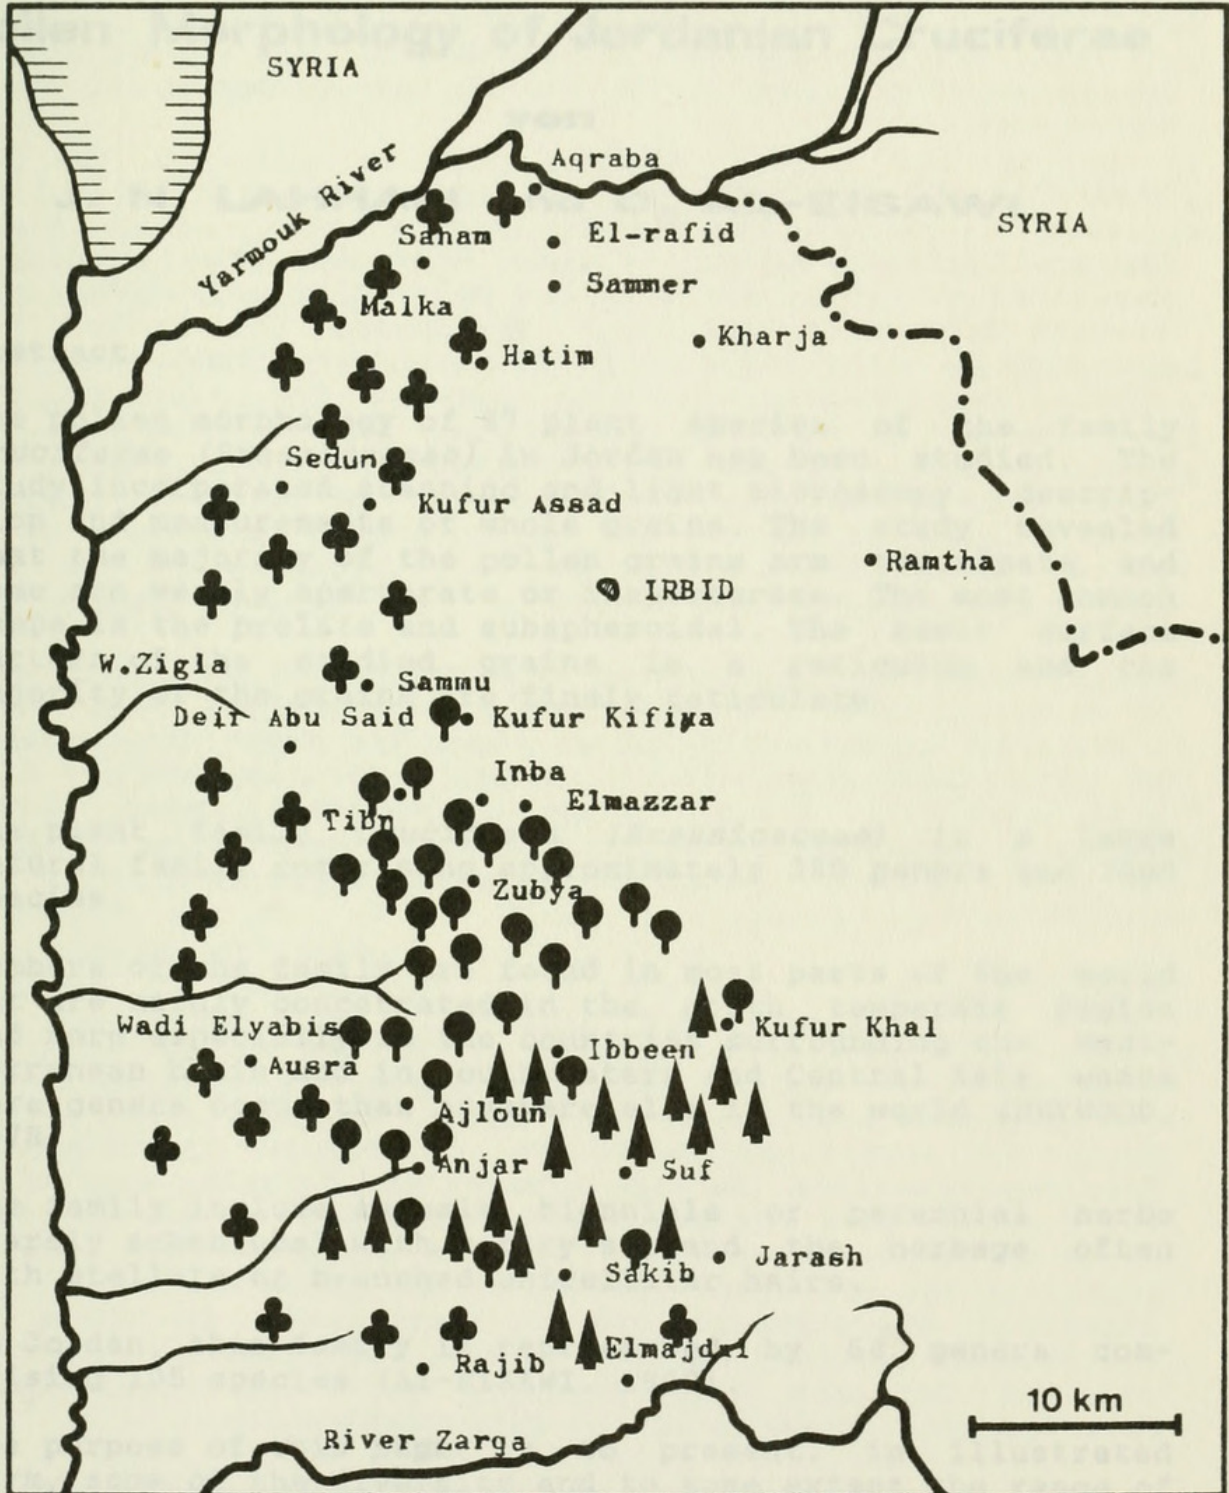 SYRIA
Aqraba
Yarmouk River
SYRIA
Saham
El-rafid
Sammer
Malka
Kharja
Hatim
Sedun
Kufur Assad
Ramtha
IRBID
W.Zigla
Sammu
Deir Abu Said
Kufur Kifiya
Inba
Elmazzar
Tibn
Zubya
Wadi Elyabis
Kufur Khal
Ibbeen
Ausra
Ajloun
Anjar
Suf
Jarash
Sakib
Elmajdal
Rajib
10 km
River Zarqa